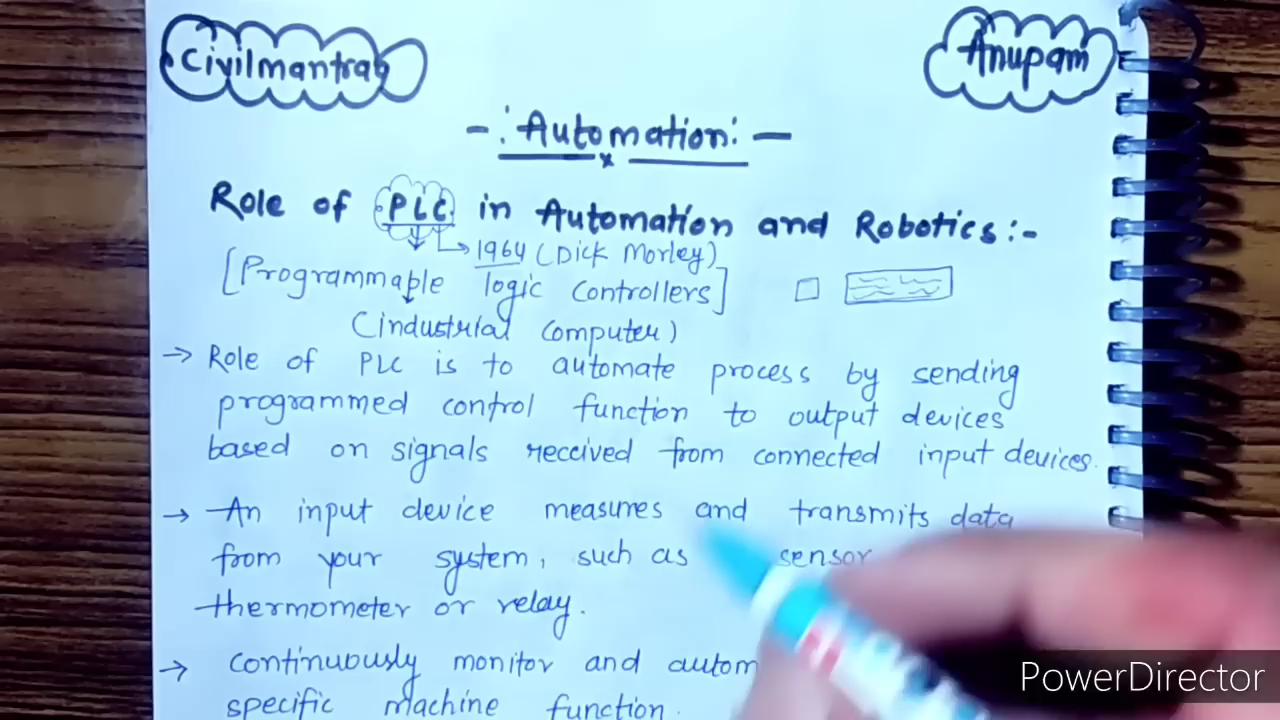 Civilmantra
Anupam
-:Automation:-
x
Role of PLC in Automation and Robotics:-
1964 (Dick Morley)
[Programmable logic controllers]
(industrial computer)
→ Role of PLC is to automate process by sending
programmed control function to output devices
based on signals received from connected input devices.
→ An input device measures and transmits data
from your system, such as sensor
thermometer or relay.
→ Continuously monitor and autom
specific machine function.
PowerDirector